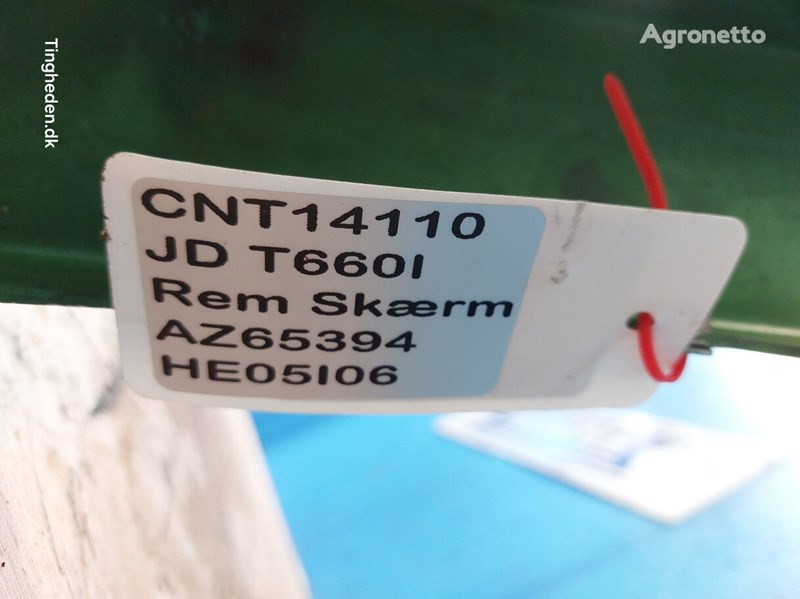 Tingheden.dk
Agronetto
CNT14110
JD T660I
Rem Skærm
AZ65394
HE05I06